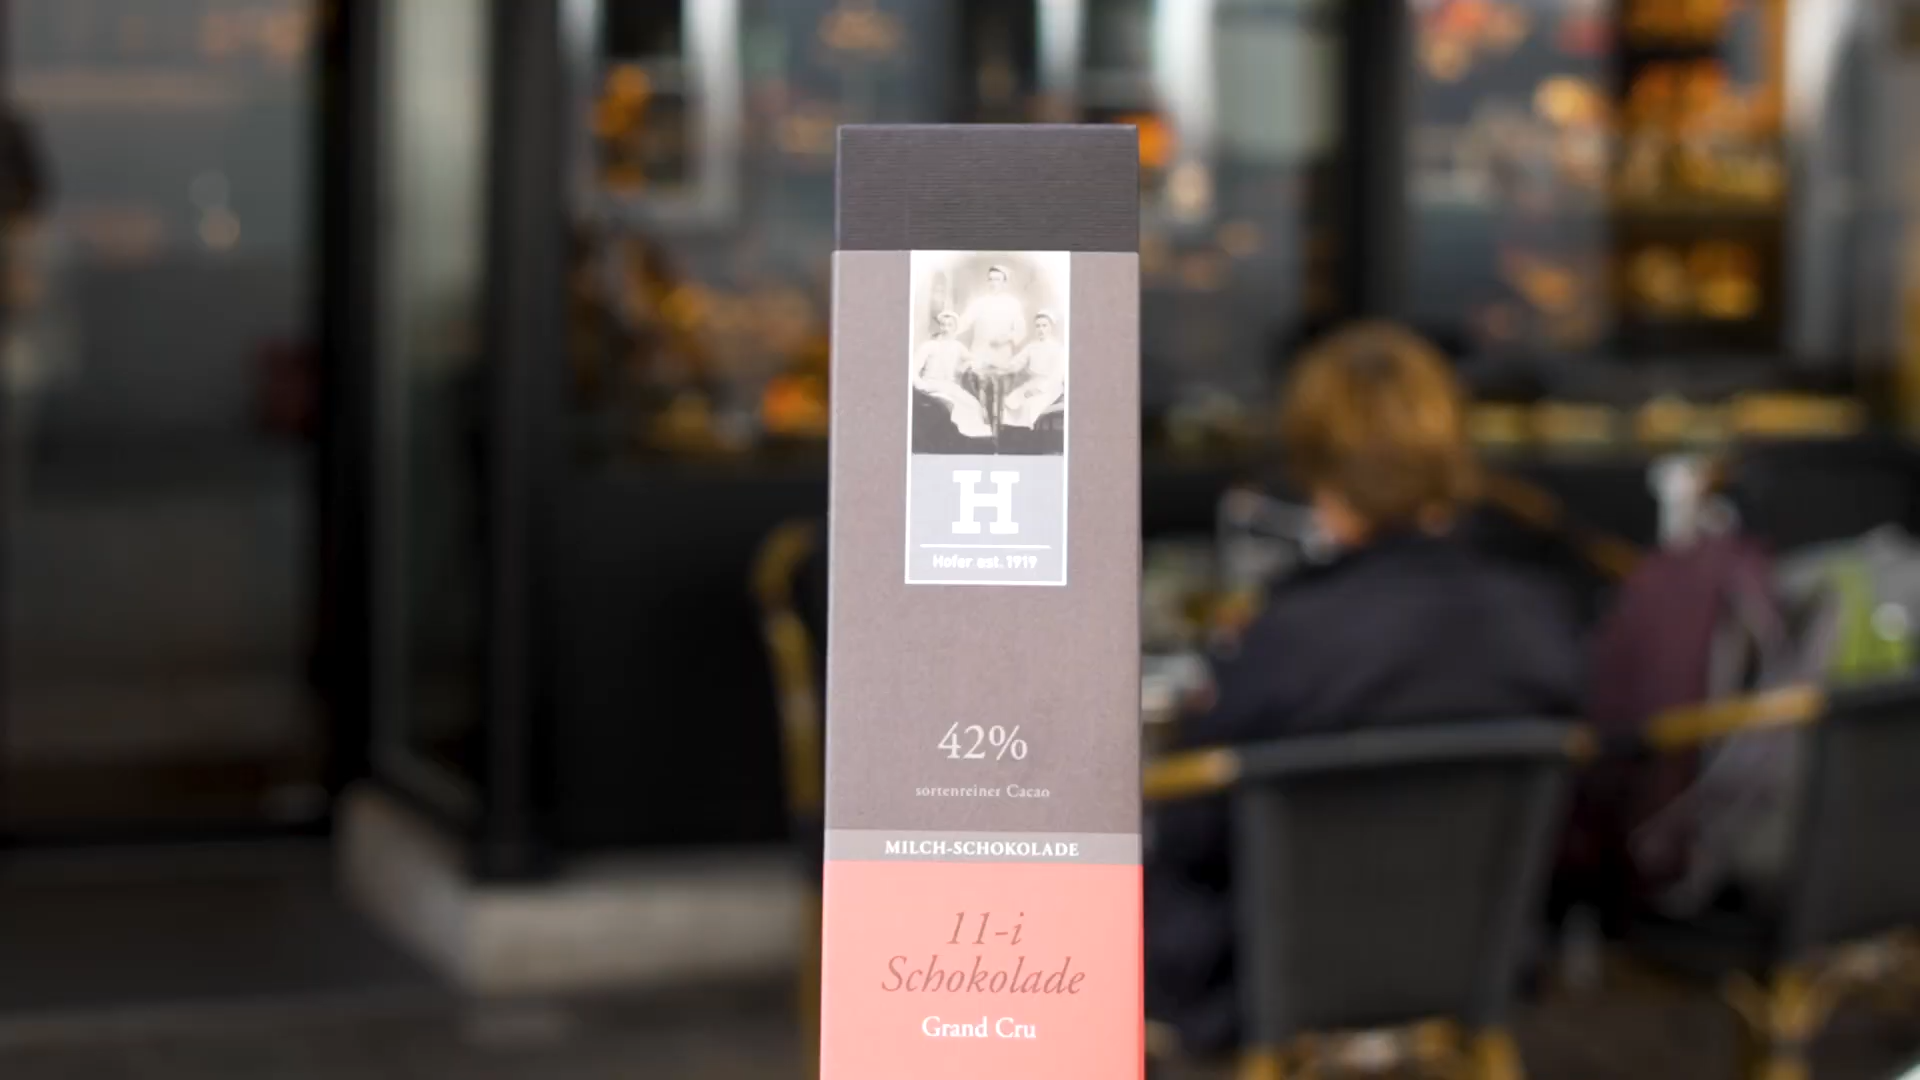 H
Hofer est. 1919
42%
sortenreiner Cacao
MILCH-SCHOKOLADE
11-i
Schokolade
Grand Cru